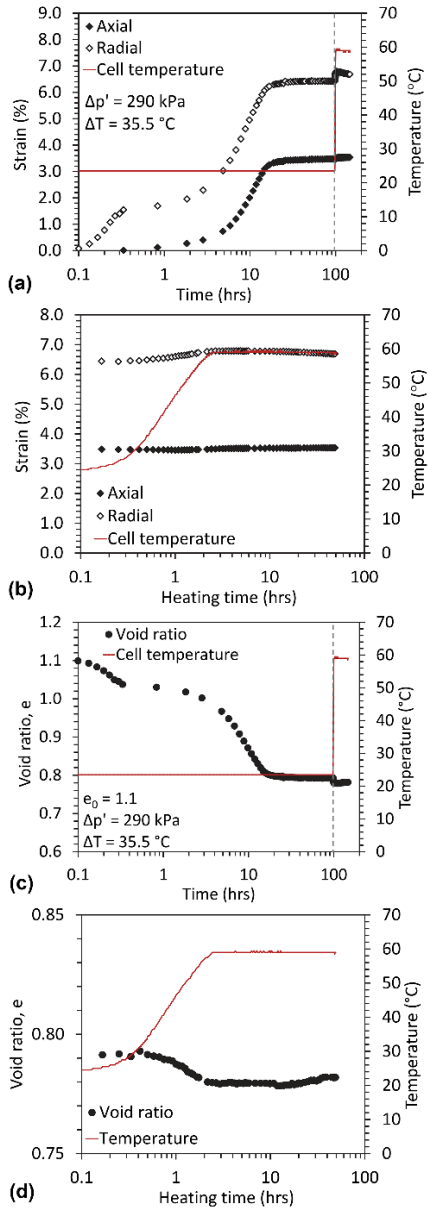 9.0
8.0
7.0
6.0
5.0
4.0
3.0
2.0
1.0
0.0
Strain (%)
Axial
Radial
Cell temperature
Δp' = 290 kPa
ΔT = 35.5 °C
70
60
50
40
30
20
10
0
Temperature (°C)
0.1
1
10
100
1000
Time (hrs)
(a)
8.0
7.0
6.0
5.0
4.0
3.0
2.0
1.0
0.0
Strain (%)
Axial
Radial
Cell temperature
70
60
50
40
30
20
10
0
Temperature (°C)
0.1
1
10
100
Heating time (hrs)
(b)
1.2
1.1
1.0
0.9
0.8
0.7
0.6
Void ratio, e
Void ratio
Cell temperature
e0 = 1.1
Δp' = 290 kPa
ΔT = 35.5 °C
70
60
50
40
30
20
10
0
Temperature (°C)
0.1
1
10
100
1000
Time (hrs)
(c)
0.85
0.80
0.75
Void ratio, e
Void ratio
Temperature
70
60
50
40
30
20
10
0
Temperature (°C)
0.1
1
10
100
Heating time (hrs)
(d)